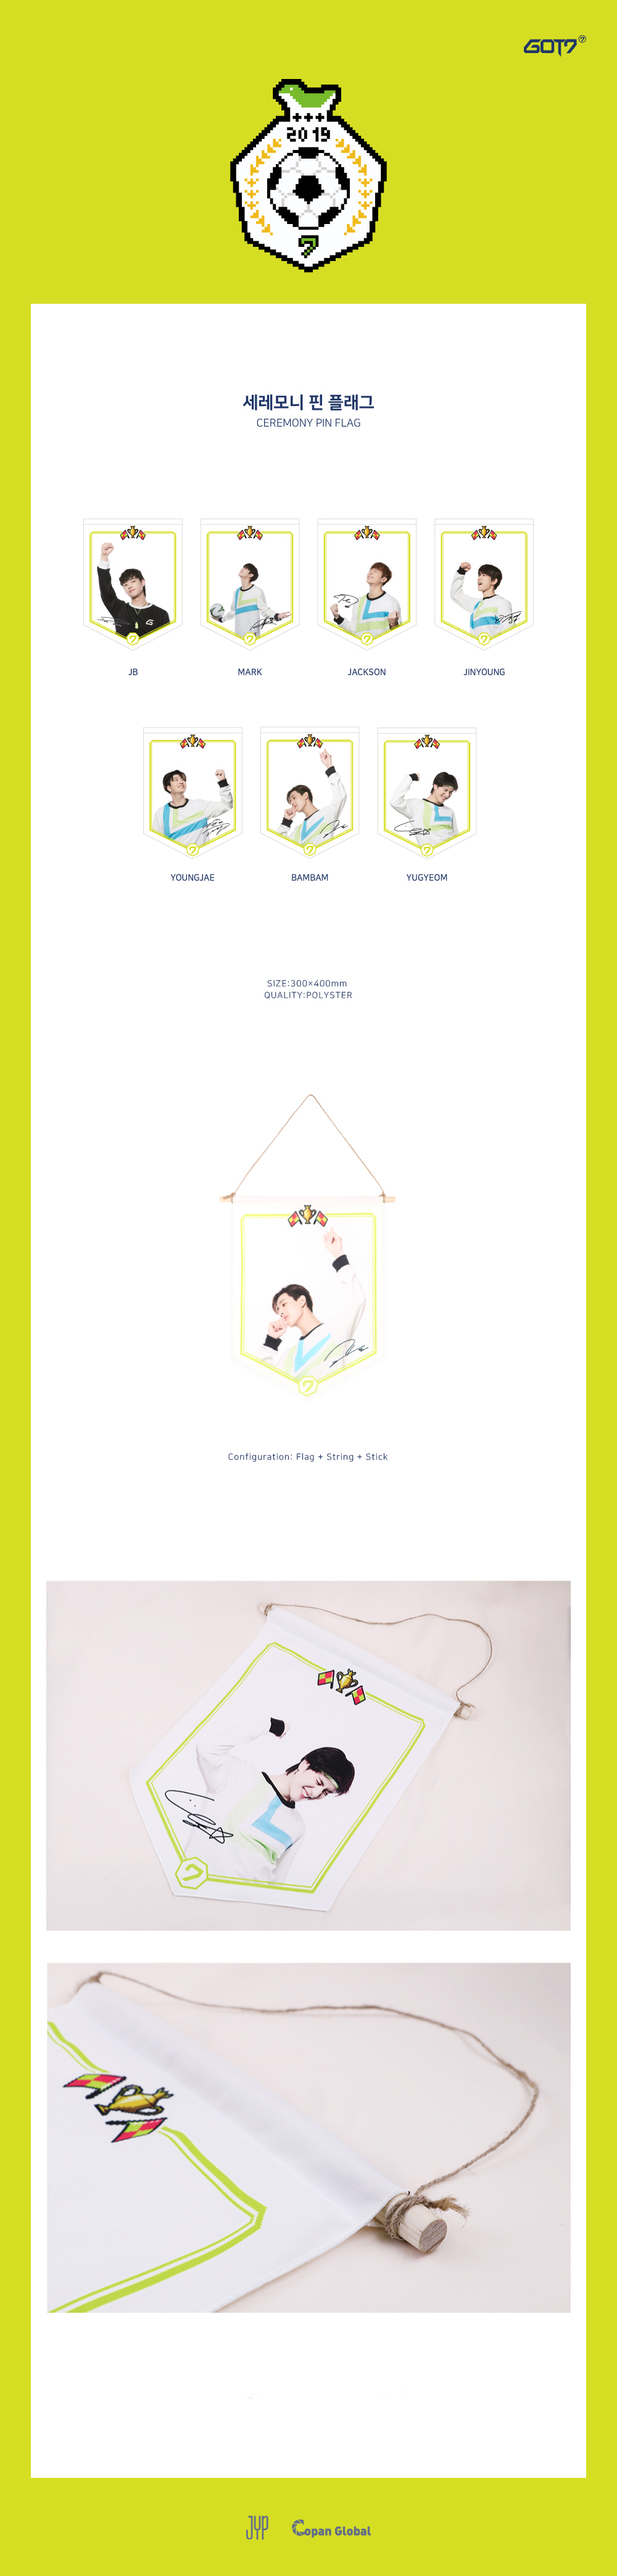 GOT7
2019
7
세레모니 핀 플래그
CEREMONY PIN FLAG
JB
MARK
JACKSON
JINYOUNG
YOUNGJAE
BAMBAM
YUGYEOM
SIZE:300×400mm
QUALITY:POLYSTER
Configuration: Flag + String + Stick
JYP
Copan Global